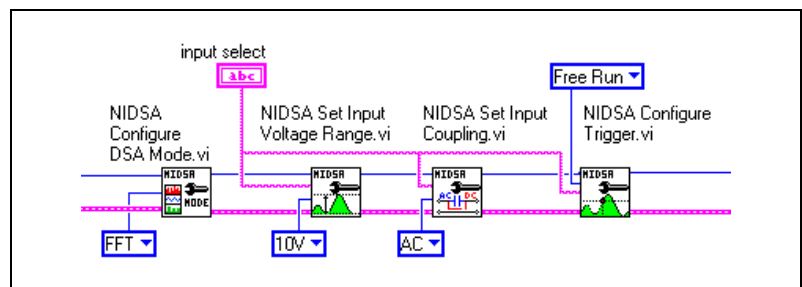 input select
abc
Free Run
NIDSA
Configure
DSA Mode.vi
NIDSA Set Input
Voltage Range.vi
NIDSA Set Input
Coupling.vi
NIDSA Configure
Trigger.vi
NIDSA
MODE
NIDSA
NIDSA
AC DC
NIDSA
FFT
10V
AC